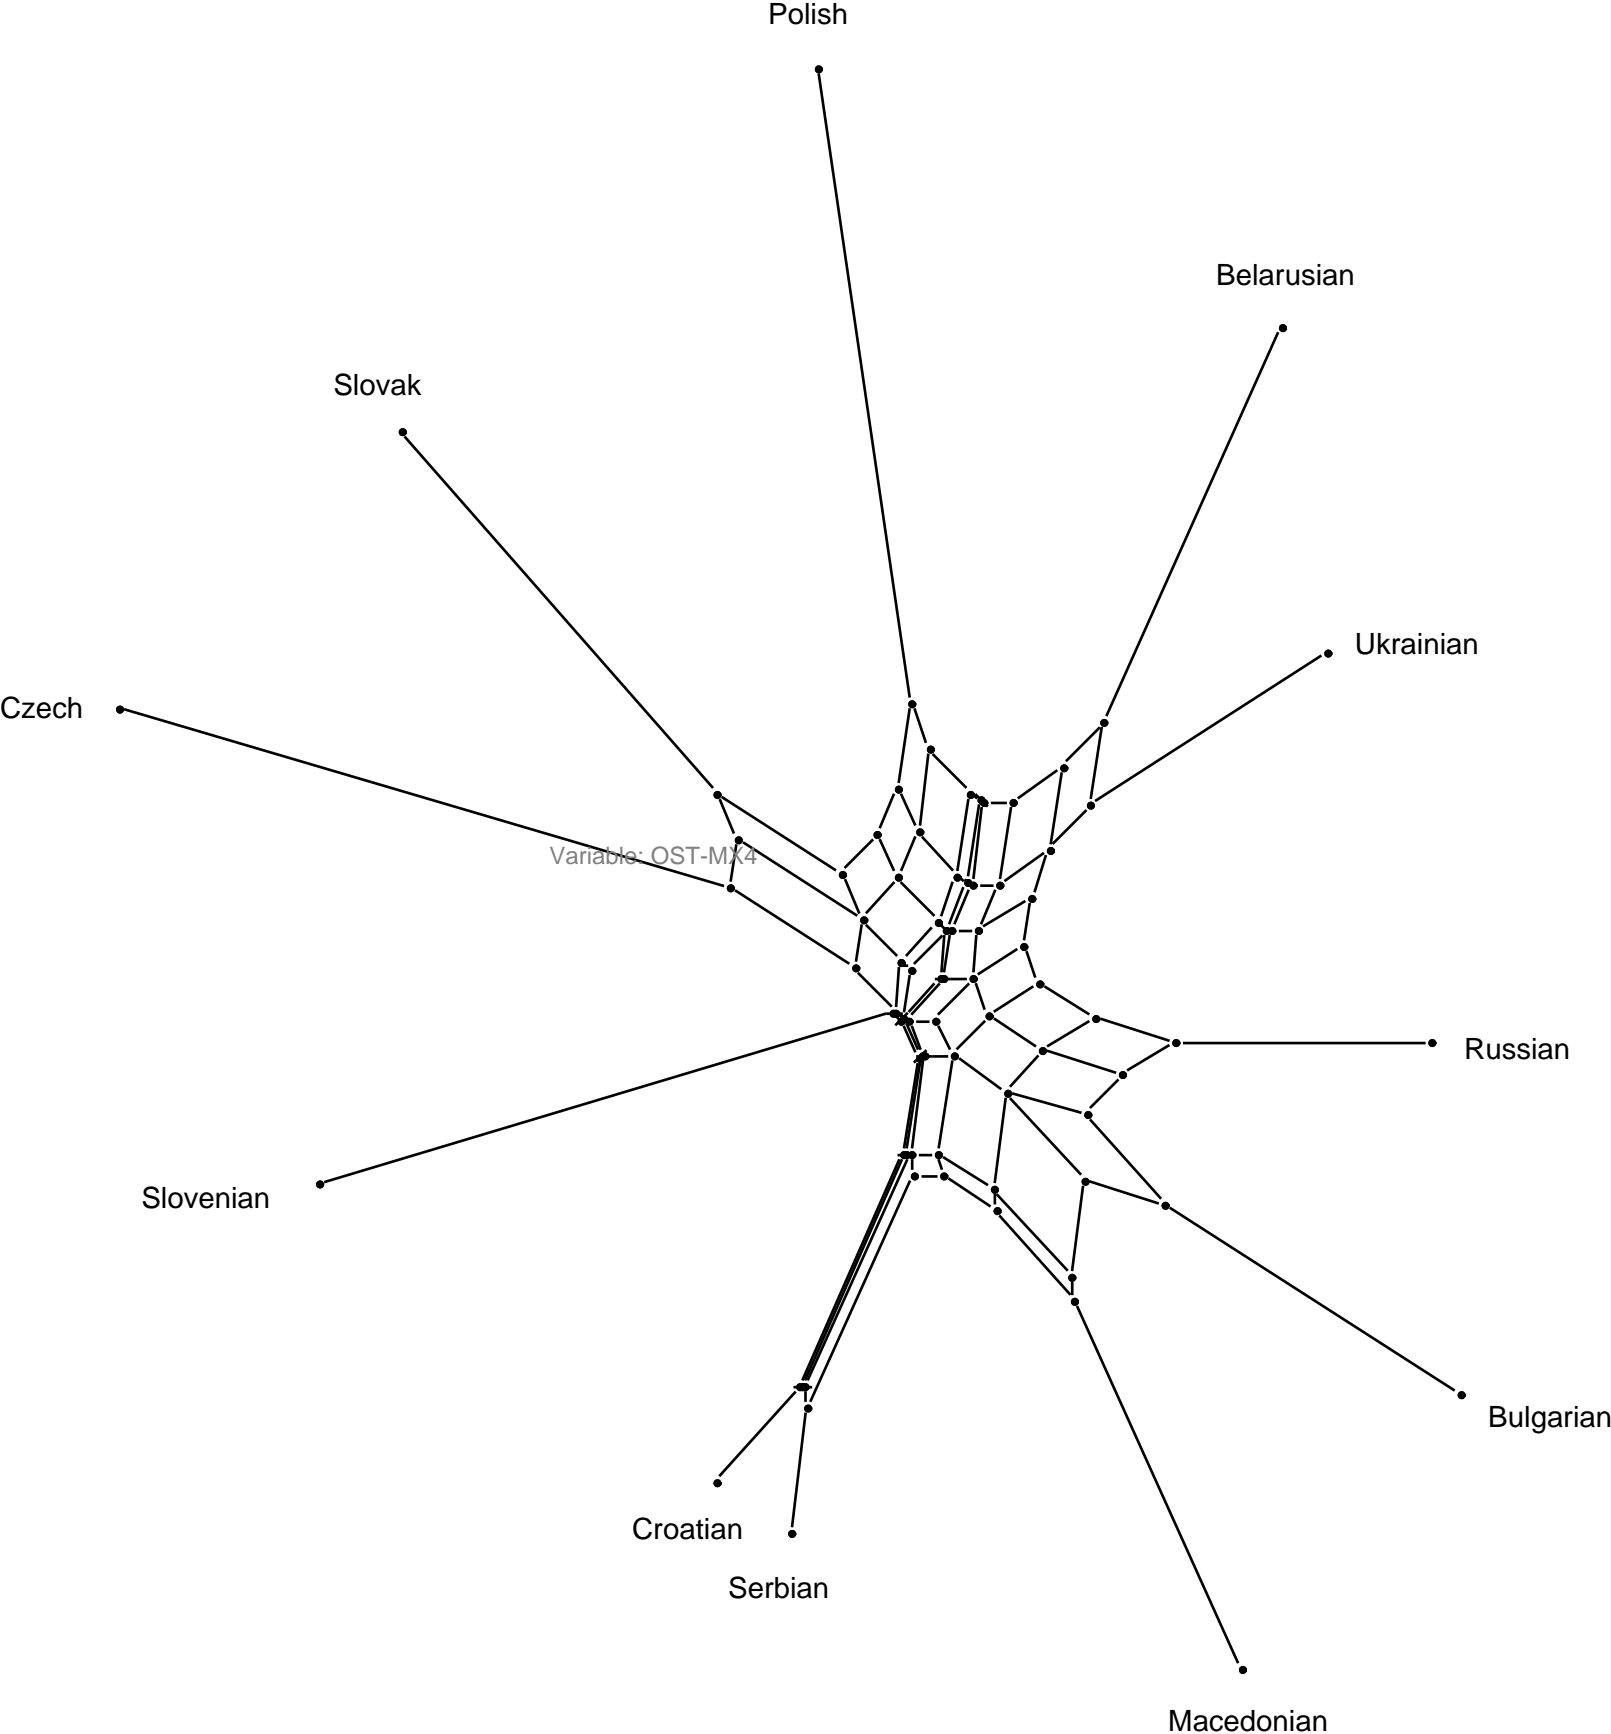 Polish
Belarusian
Slovak
Ukrainian
Czech
Variable: OST-MX4
Russian
Slovenian
Bulgarian
Croatian
Serbian
Macedonian